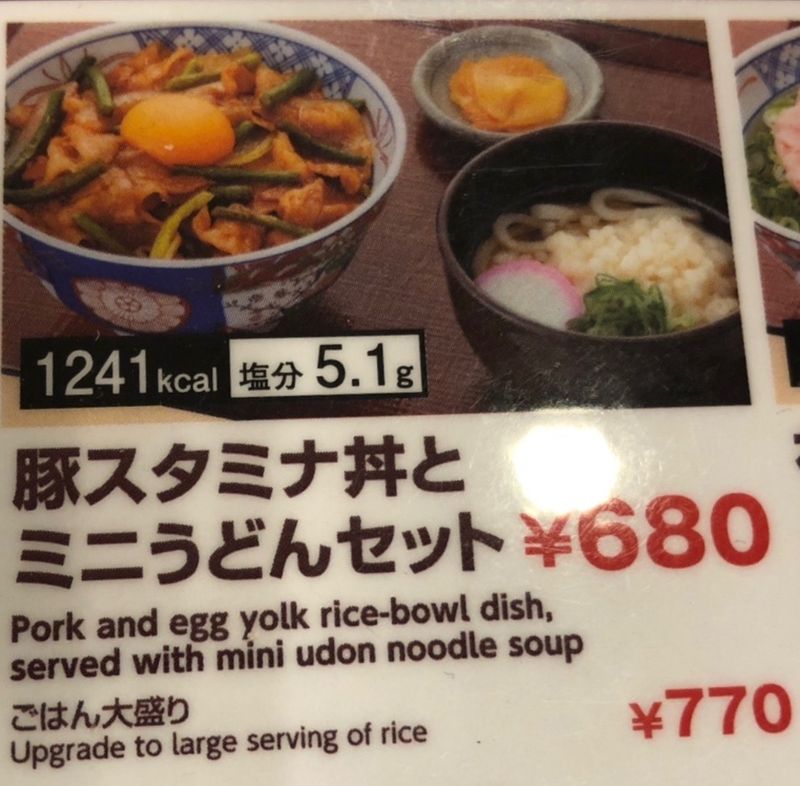 1241kcal 塩分 5.1g
豚スタミナ丼と
ミニうどんセット ¥680
Pork and egg yolk rice-bowl dish,
served with mini udon noodle soup
ごはん大盛り ¥770
Upgrade to large serving of rice